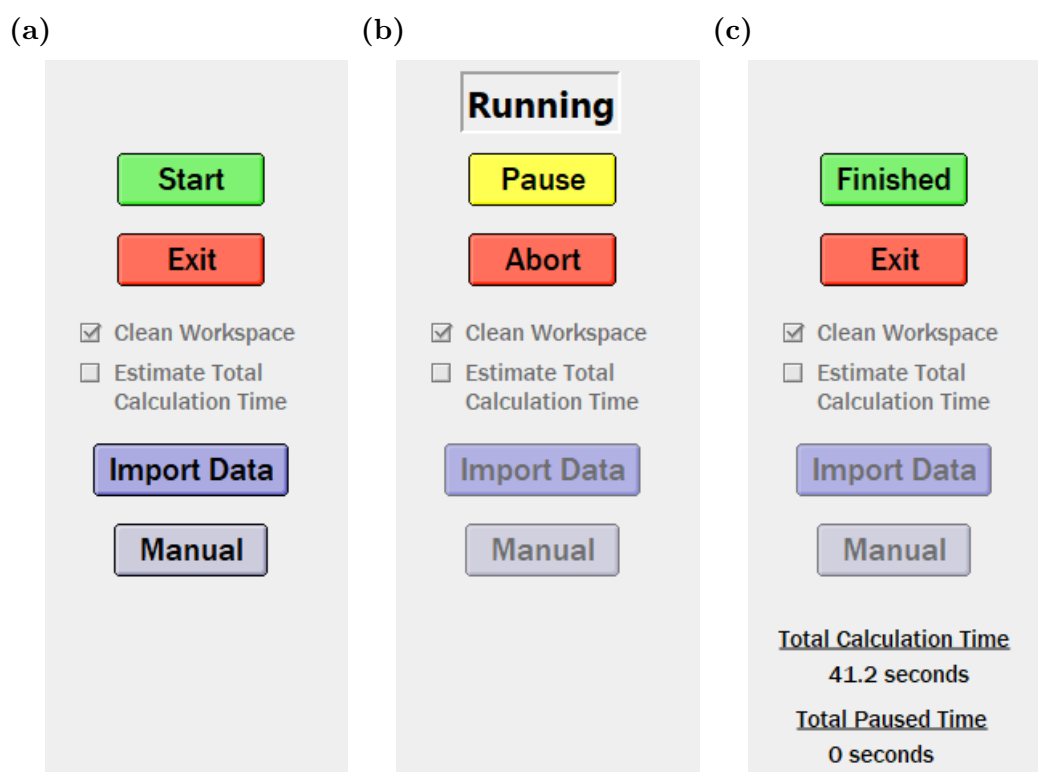 (a)
Start
Exit
Clean Workspace
Estimate Total
Calculation Time
Import Data
Manual
(b)
Running
Pause
Abort
Clean Workspace
Estimate Total
Calculation Time
Import Data
Manual
(c)
Finished
Exit
Clean Workspace
Estimate Total
Calculation Time
Import Data
Manual
Total Calculation Time
41.2 seconds
Total Paused Time
0 seconds